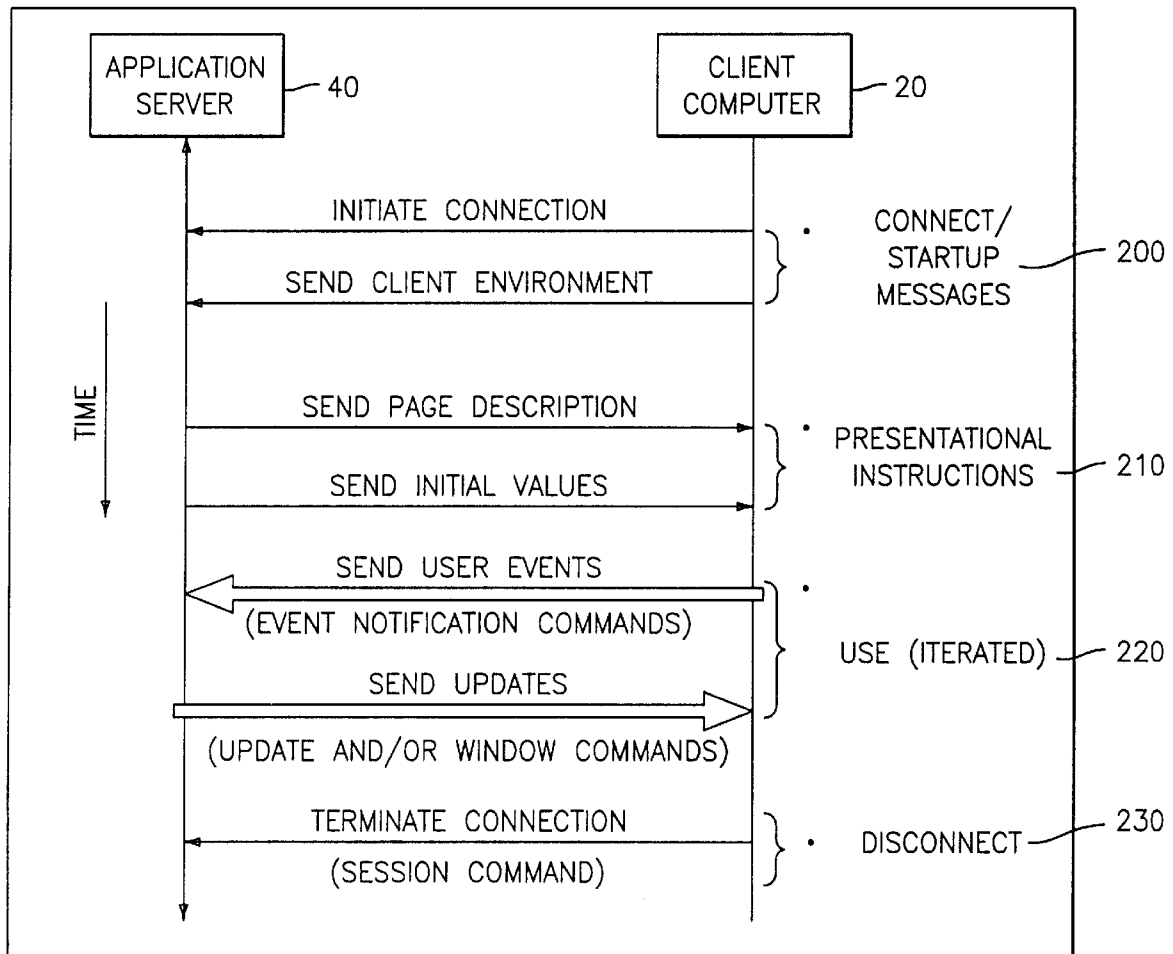 APPLICATION
SERVER
40
CLIENT
COMPUTER
20
INITIATE CONNECTION
SEND CLIENT ENVIRONMENT
CONNECT/
STARTUP
MESSAGES
200
TIME
SEND PAGE DESCRIPTION
SEND INITIAL VALUES
PRESENTATIONAL
INSTRUCTIONS
210
SEND USER EVENTS
(EVENT NOTIFICATION COMMANDS)
SEND UPDATES
(UPDATE AND/OR WINDOW COMMANDS)
USE (ITERATED)
220
TERMINATE CONNECTION
(SESSION COMMAND)
DISCONNECT
230